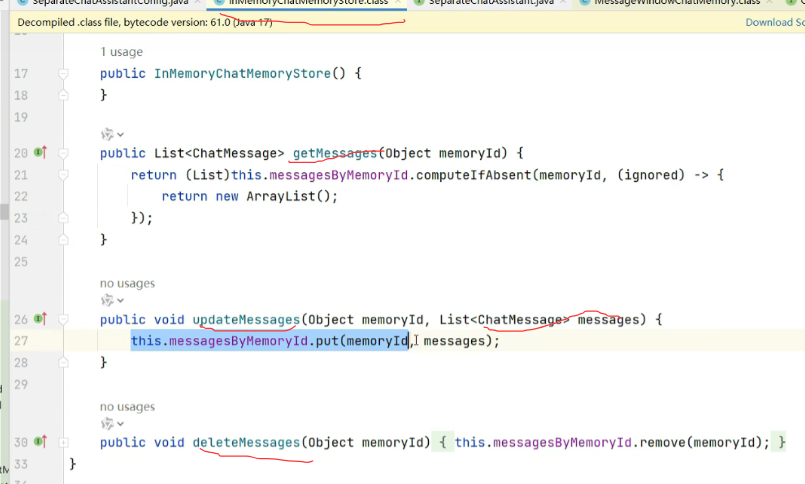 SeparateChatAssistantConfig.java InMemoryChatMemoryStore.class SeparateChatAssistant.java MessageWindowChatMemory.class
Decompiled .class file, bytecode version: 61.0 (Java 17) Download
1 usage
17 public InMemoryChatMemoryStore() {
18 }
19
20 public List<ChatMessage> getMessages(Object memoryId) {
21 return (List)this.messagesByMemoryId.computeIfAbsent(memoryId, (ignored) -> {
22 return new ArrayList();
23 });
24 }
25
no usages
26 public void updateMessages(Object memoryId, List<ChatMessage> messages) {
27 this.messagesByMemoryId.put(memoryId, messages);
28 }
29
no usages
30 public void deleteMessages(Object memoryId) { this.messagesByMemoryId.remove(memoryId); }
33 }